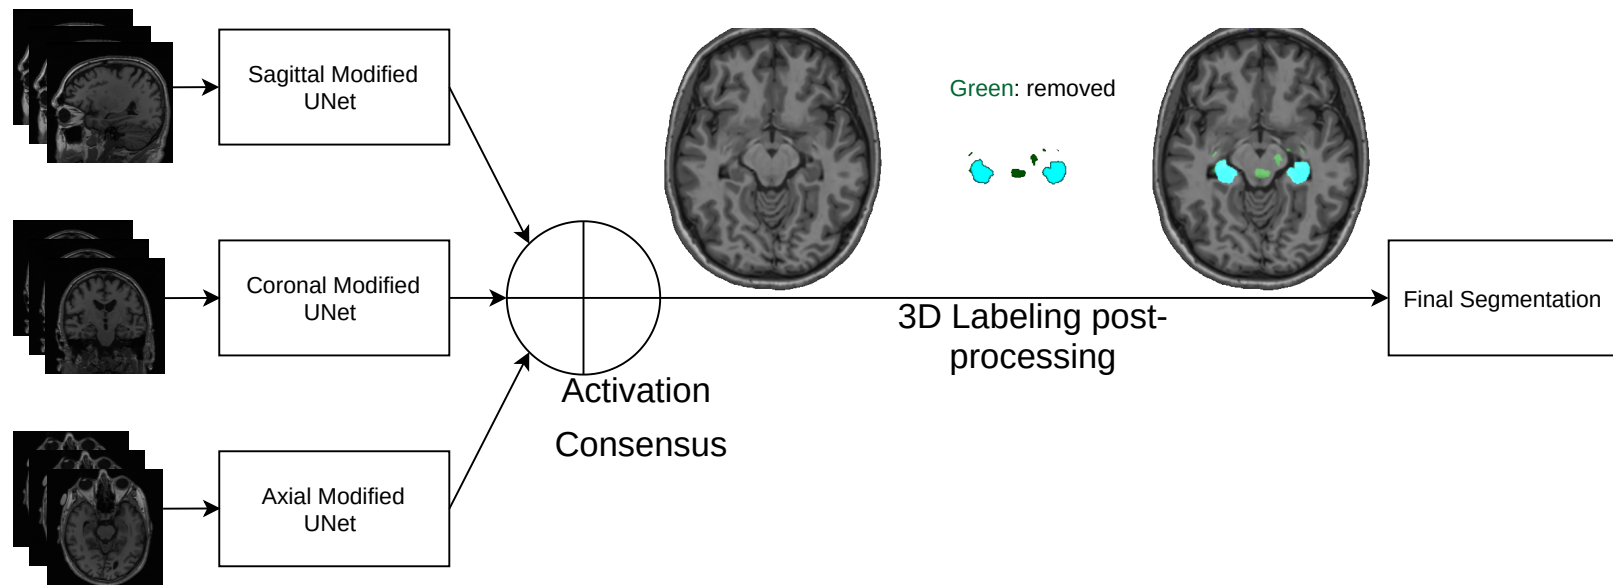 Sagittal Modified
UNet
Green: removed
Coronal Modified
UNet
Final Segmentation
3D Labeling post-
processing
Activation
Consensus
Axial Modified
UNet